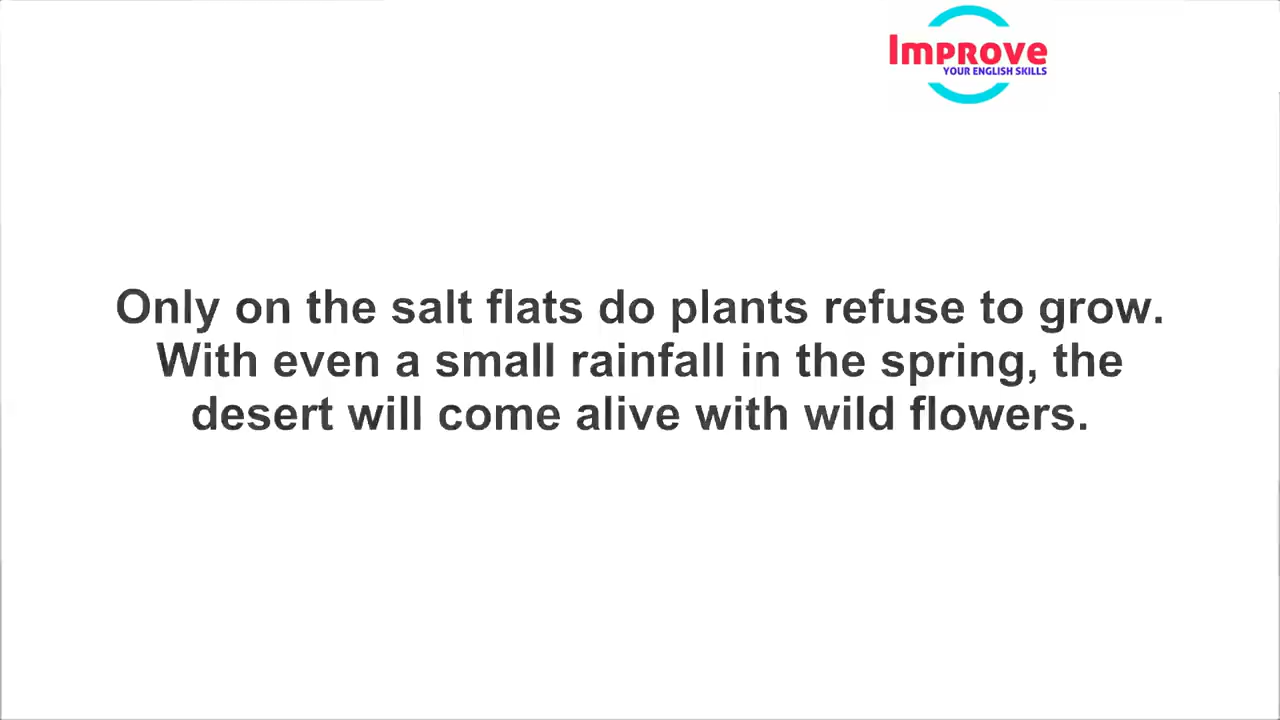 Improve
YOUR ENGLISH SKILLS
Only on the salt flats do plants refuse to grow.
With even a small rainfall in the spring, the
desert will come alive with wild flowers.